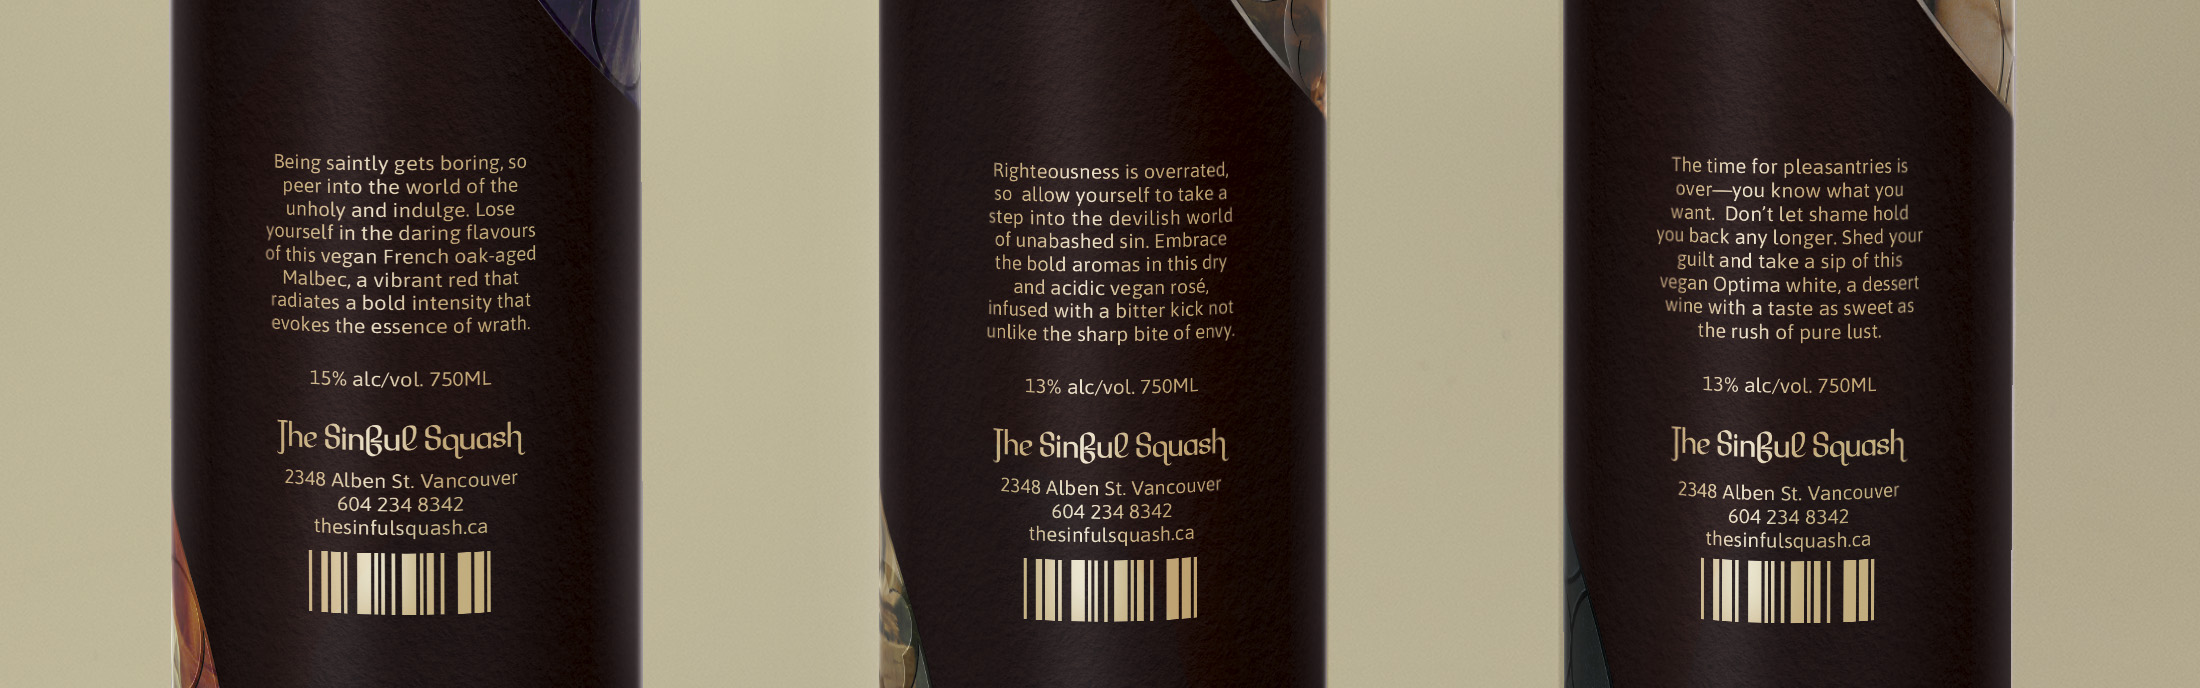 Being saintly gets boring, so
peer into the world of the
unholy and indulge. Lose
yourself in the daring flavours
of this vegan French oak-aged
Malbec, a vibrant red that
radiates a bold intensity that
evokes the essence of wrath.
15% alc/vol. 750ML
The Sinful Squash
2348 Alben St. Vancouver
604 234 8342
thesinfulsquash.ca
Righteousness is overrated,
so allow yourself to take a
step into the devilish world
of unabashed sin. Embrace
the bold aromas in this dry
and acidic vegan rosé,
infused with a bitter kick not
unlike the sharp bite of envy.
13% alc/vol. 750ML
The Sinful Squash
2348 Alben St. Vancouver
604 234 8342
thesinfulsquash.ca
The time for pleasantries is
over—you know what you
want. Don't let shame hold
you back any longer. Shed your
guilt and take a sip of this
vegan Optima white, a dessert
wine with a taste as sweet as
the rush of pure lust.
13% alc/vol. 750ML
The Sinful Squash
2348 Alben St. Vancouver
604 234 8342
thesinfulsquash.ca